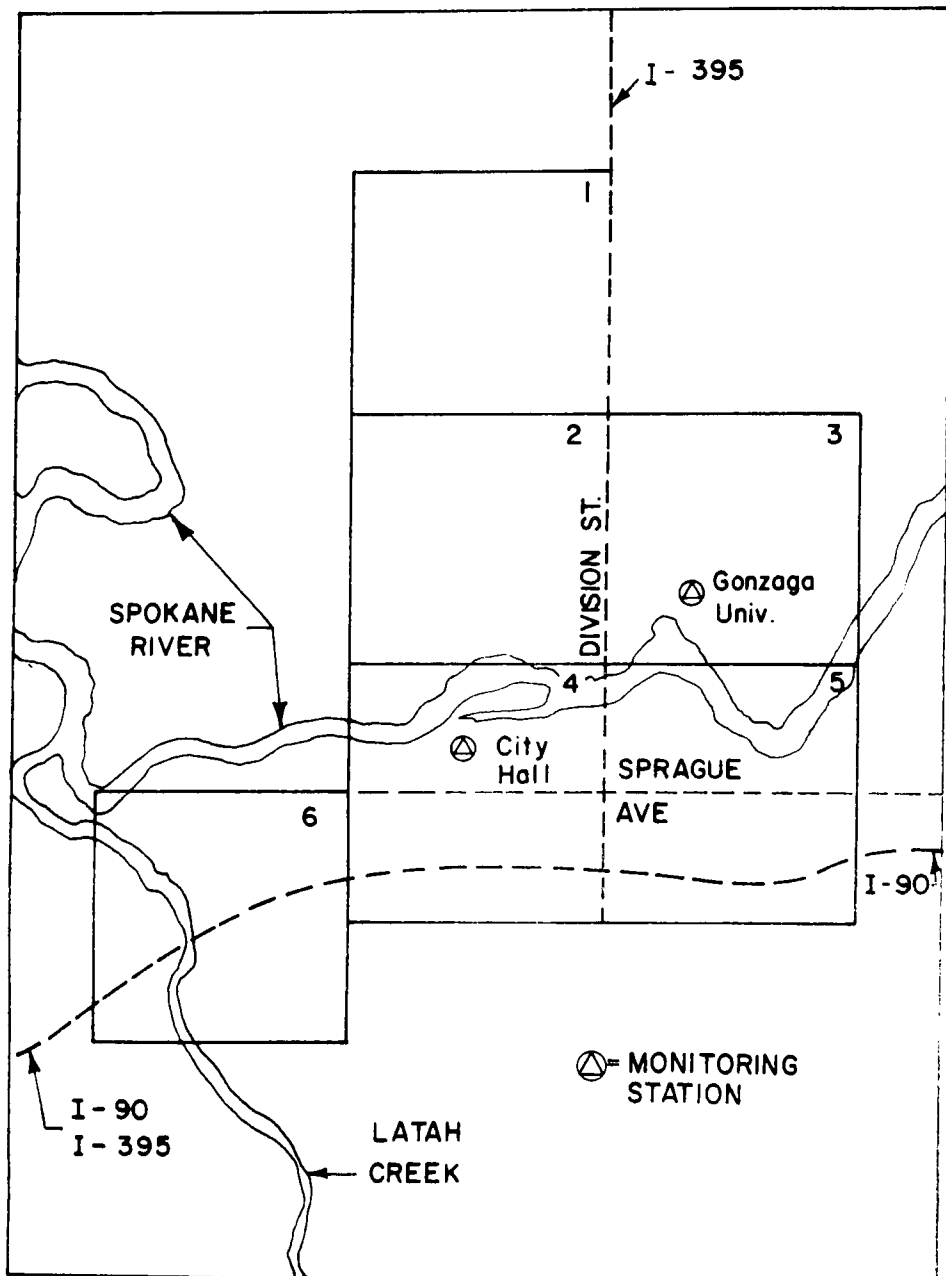 I - 395
1
2
3
DIVISION ST.
Gonzaga
Univ.
SPOKANE
RIVER
4
5
City
Hall
SPRAGUE
AVE
6
I-90
= MONITORING
STATION
I-90
I- 395
LATAH
CREEK